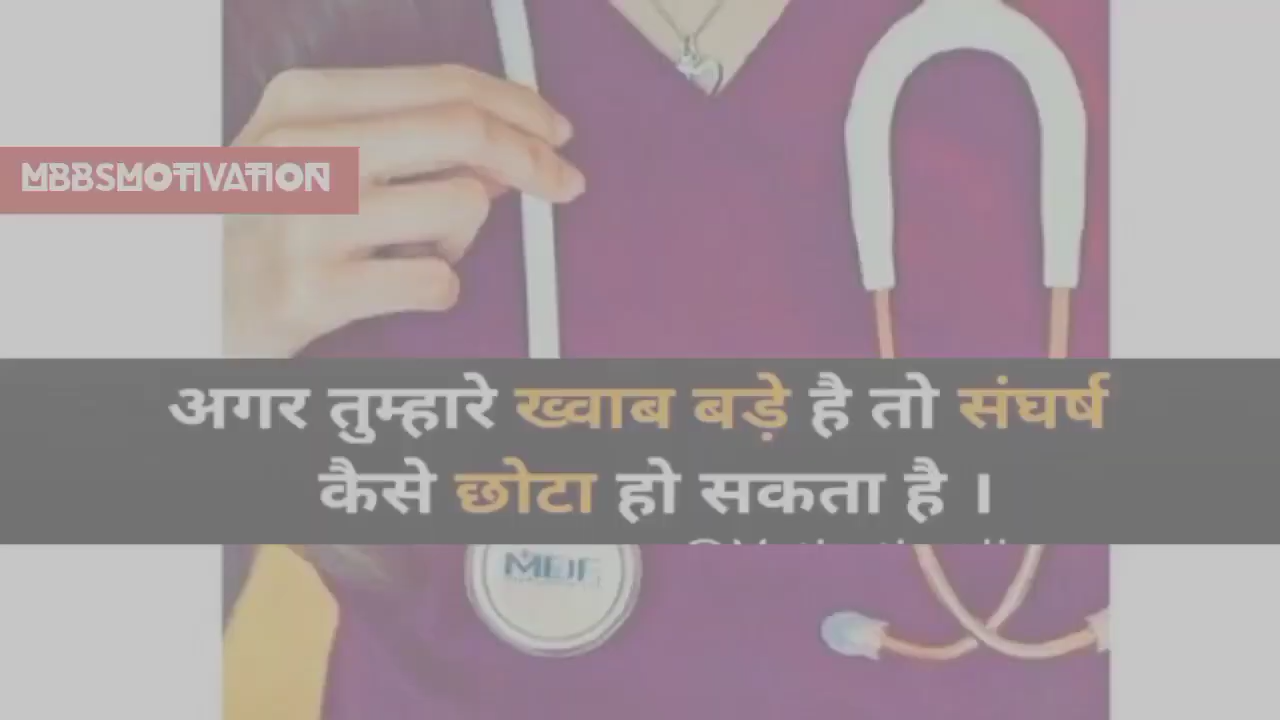 MBBSMOTIVATION
अगर तुम्हारे ख्वाब बड़े है तो संघर्ष
कैसे छोटा हो सकता है ।
MDF